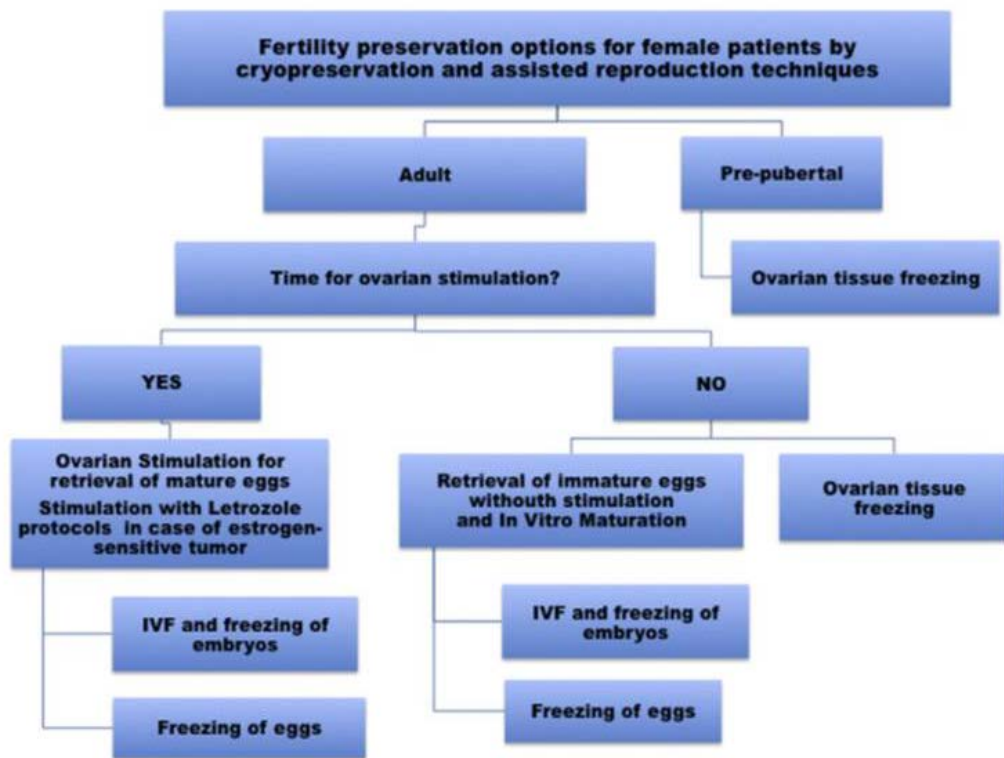 Fertility preservation options for female patients by
cryopreservation and assisted reproduction techniques
Adult
Pre-pubertal
Time for ovarian stimulation?
Ovarian tissue freezing
YES
NO
Ovarian Stimulation for
retrieval of mature eggs
Stimulation with Letrozole
protocols in case of estrogen-
sensitive tumor
Retrieval of immature eggs
withouth stimulation
and In Vitro Maturation
Ovarian tissue
freezing
IVF and freezing of
embryos
Freezing of eggs
IVF and freezing of
embryos
Freezing of eggs